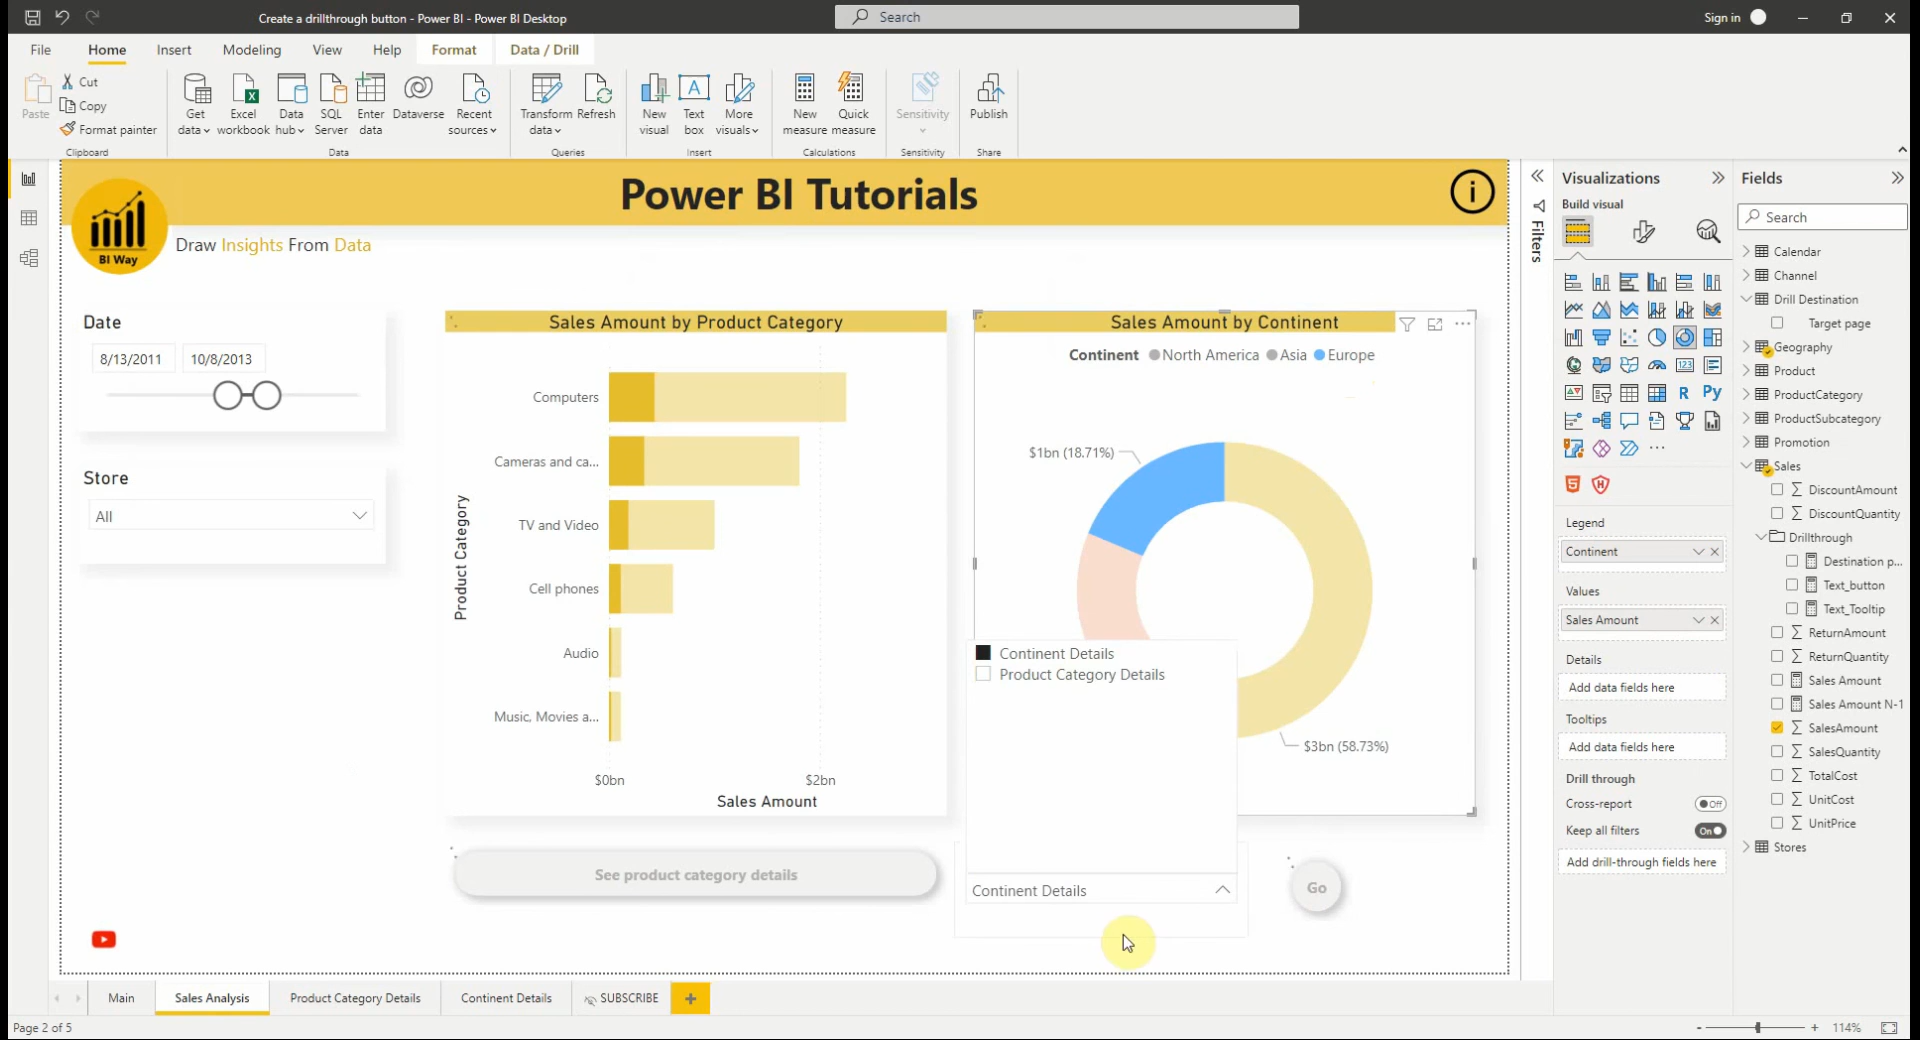 Create a drillthrough button - Power BI - Power BI Desktop
Search
Sign in
File
Home
Insert
Modeling
View
Help
Format
Data / Drill
Paste
Cut
Copy
Format painter
Clipboard
Get
data
Excel
workbook
Data
hub
SQL
Server
Enter
data
Dataverse
Recent
sources
Data
Transform
data
Refresh
Queries
New
visual
Text
box
More
visuals
Insert
New
measure
Quick
measure
Calculations
Sensitivity
Sensitivity
Publish
Share
Power BI Tutorials
BI Way
Draw Insights From Data
Date
8/13/2011
10/8/2013
Store
All
Sales Amount by Product Category
Product Category
Computers
Cameras and ca...
TV and Video
Cell phones
Audio
Music, Movies a...
$0bn
$2bn
Sales Amount
See product category details
Sales Amount by Continent
Continent
North America
Asia
Europe
$1bn (18.71%)
$3bn (58.73%)
Continent Details
Product Category Details
Continent Details
Go
Filters
Visualizations
Build visual
R
Py
123
Legend
Continent
Values
Sales Amount
Details
Add data fields here
Tooltips
Add data fields here
Drill through
Cross-report
Off
Keep all filters
On
Add drill-through fields here
Fields
Search
Calendar
Channel
Drill Destination
Target page
Geography
Product
ProductCategory
ProductSubcategory
Promotion
Sales
DiscountAmount
DiscountQuantity
Drillthrough
Destination p...
Text_button
Text_Tooltip
ReturnAmount
ReturnQuantity
Sales Amount
Sales Amount N-1
SalesAmount
SalesQuantity
TotalCost
UnitCost
UnitPrice
Stores
Main
Sales Analysis
Product Category Details
Continent Details
SUBSCRIBE
Page 2 of 5
114%